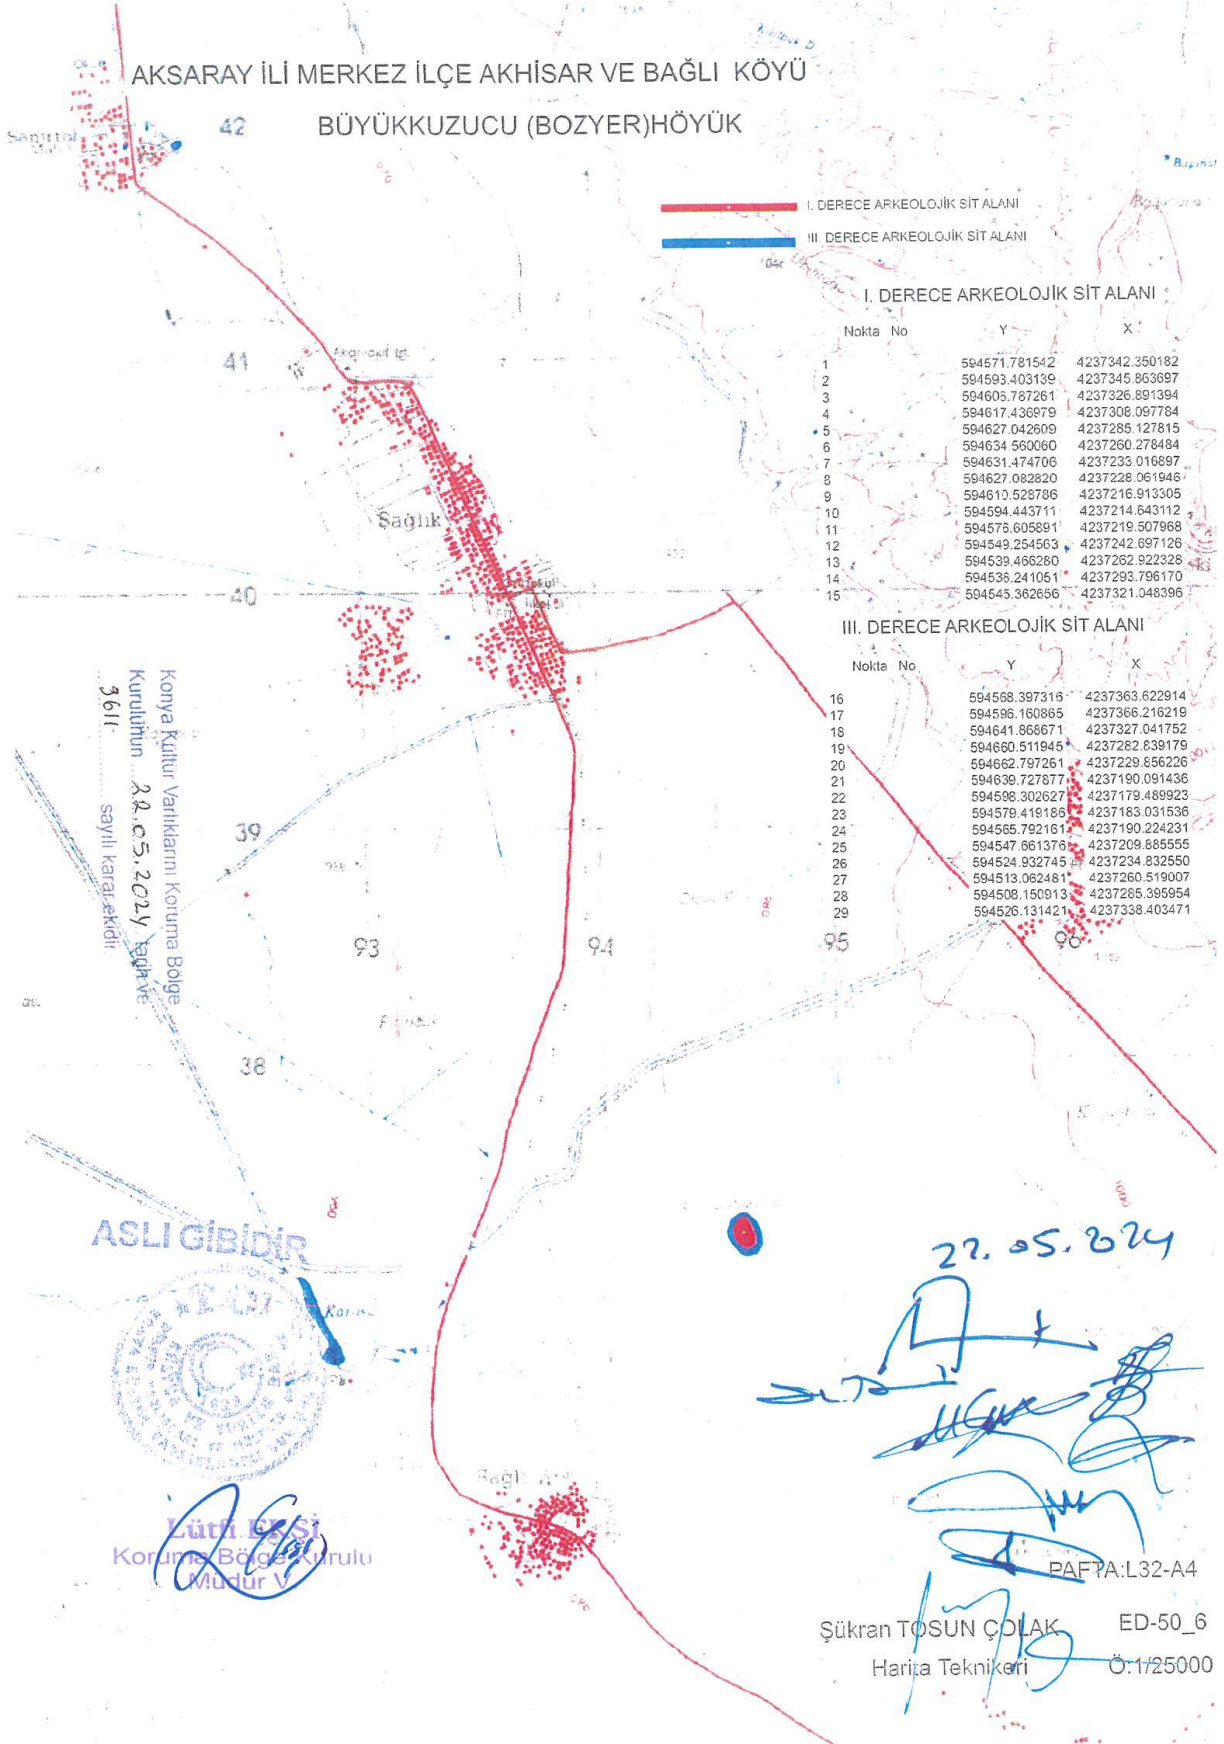 AKSARAY İLİ MERKEZ İLÇE AKHİSAR VE BAĞLI KÖYÜ
BÜYÜKKUZUCU (BOZYER)HÖYÜK
I. DERECE ARKEOLOJİK SİT ALANI
III. DERECE ARKEOLOJİK SİT ALANI
I. DERECE ARKEOLOJİK SİT ALANI
Nokta No Y X
1 594571.781542 4237342.350182
2 594593.403139 4237345.863697
3 594606.787261 4237326.891394
4 594617.436979 4237308.097784
5 594627.042609 4237285.127815
6 594634.560060 4237260.278484
7 594631.474706 4237233.016897
8 594627.082820 4237228.061946
9 594610.528786 4237216.913305
10 594594.443711 4237214.643112
11 594576.605891 4237219.507968
12 594549.254563 4237242.697126
13 594539.466280 4237262.922328
14 594536.241051 4237293.796170
15 594545.362656 4237321.048396
III. DERECE ARKEOLOJİK SİT ALANI
Nokta No Y X
16 594568.397316 4237363.622914
17 594596.160865 4237366.216219
18 594641.868671 4237327.041752
19 594660.511945 4237282.839179
20 594662.797261 4237229.856226
21 594639.727877 4237190.091436
22 594598.302627 4237179.489923
23 594579.419186 4237183.031536
24 594565.792161 4237190.224231
25 594547.661376 4237209.885555
26 594524.932745 4237234.832550
27 594513.062481 4237260.519007
28 594508.150913 4237285.395954
29 594526.131421 4237338.403471
42
41
Sağlık
40
39
93
94
95
96
38
Konya Kültür Varlıklarını Koruma Bölge
Kurulu'nun 22.05.2024 tarih ve
3611 sayılı karar ekidir
ASLI GİBİDİR
22.05.2024
Lütfi EKŞİ
Koruma Bölge Kurulu
Müdür V.
PAFTA:L32-A4
Şükran TOSUN ÇOLAK
ED-50_6
Harita Teknikeri
Ö:1/25000